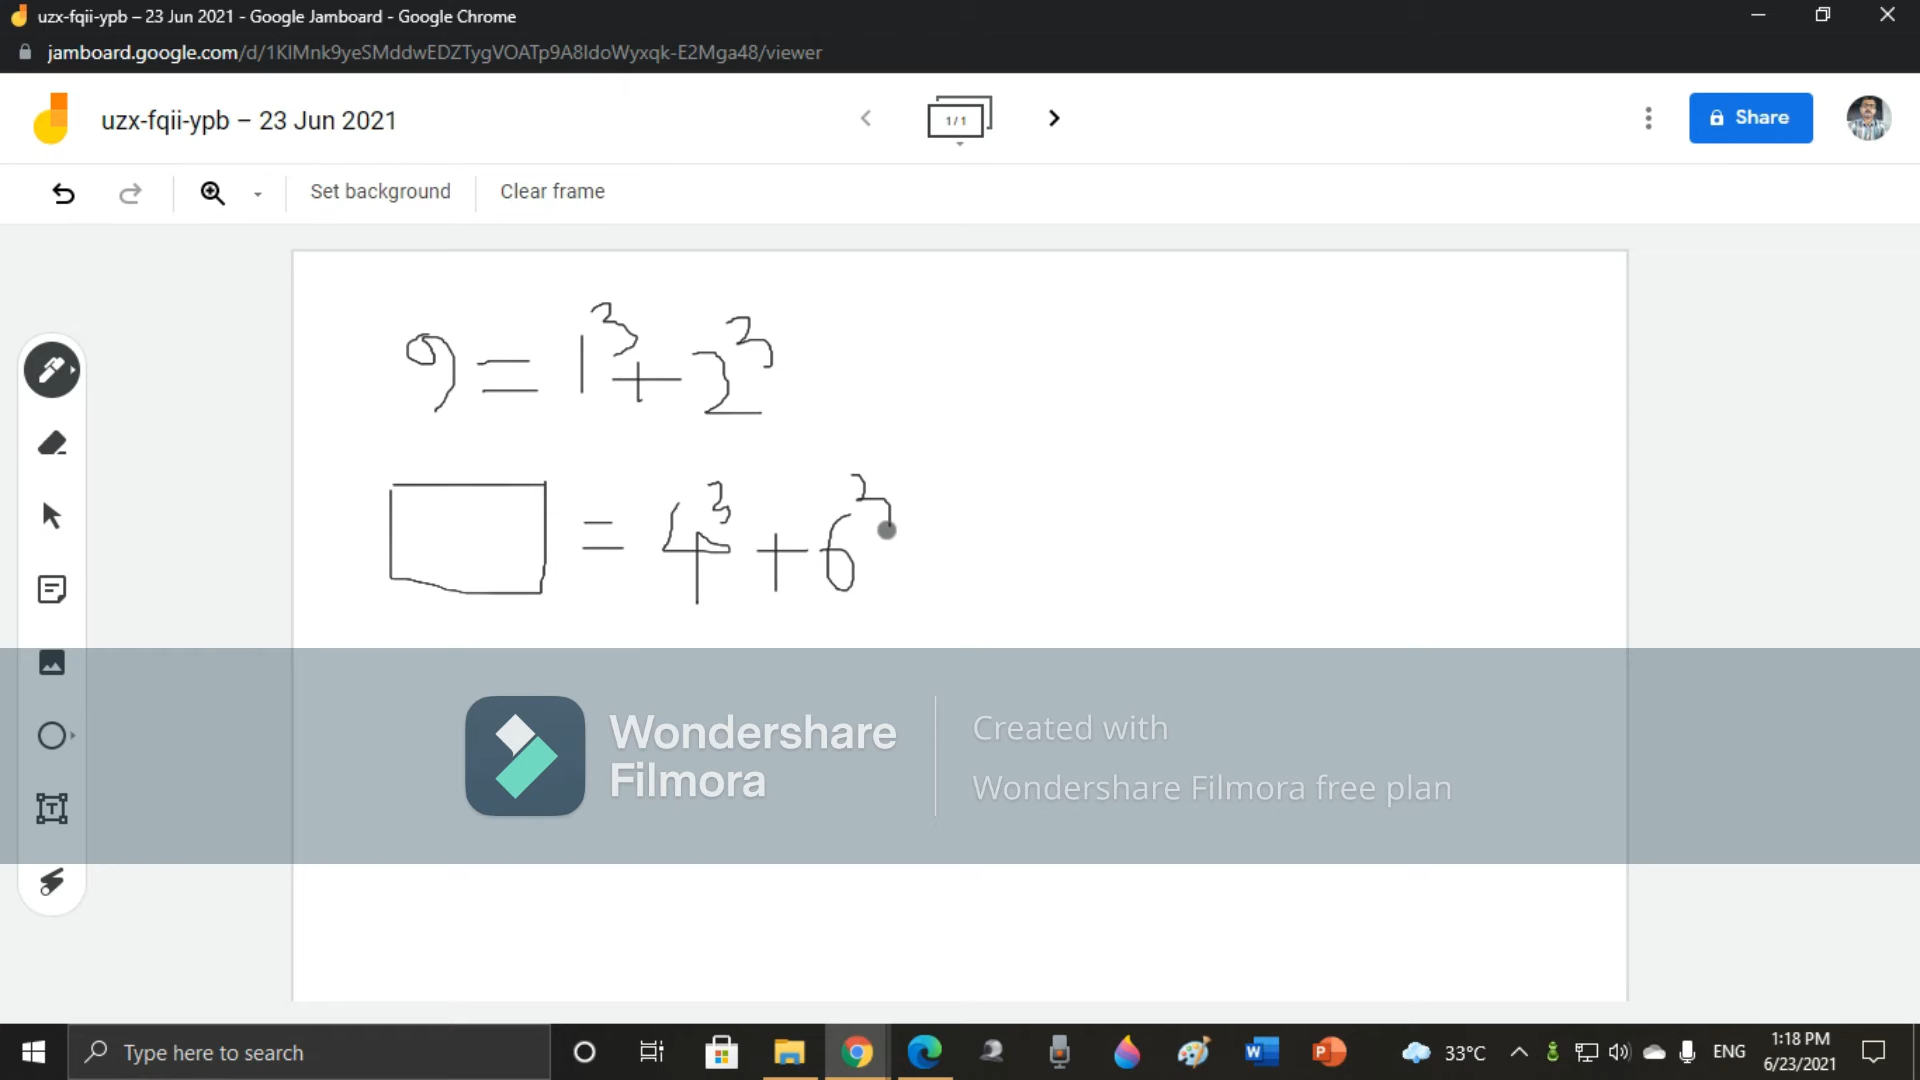 uzx-fqii-ypb – 23 Jun 2021 - Google Jamboard - Google Chrome
jamboard.google.com/d/1KlMnk9yeSMddwEDZTygVOATp9A8IdoWyxqk-E2Mga48/viewer
uzx-fqii-ypb – 23 Jun 2021
1/1
Share
Set background
Clear frame
9 = 1³ + 2³
= 4³ + 6³
Wondershare
Filmora
Created with
Wondershare Filmora free plan
Type here to search
33°C
ENG
1:18 PM
6/23/2021